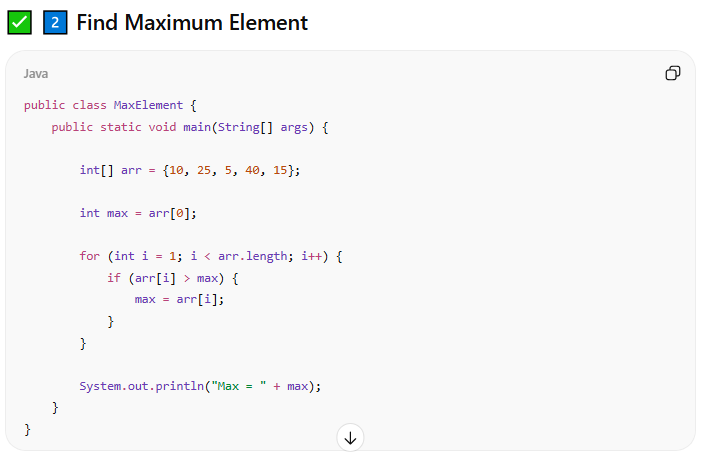 ✅ 2️⃣ Find Maximum Element
Java
public class MaxElement {
    public static void main(String[] args) {

        int[] arr = {10, 25, 5, 40, 15};

        int max = arr[0];

        for (int i = 1; i < arr.length; i++) {
            if (arr[i] > max) {
                max = arr[i];
            }
        }

        System.out.println("Max = " + max);
    }
}